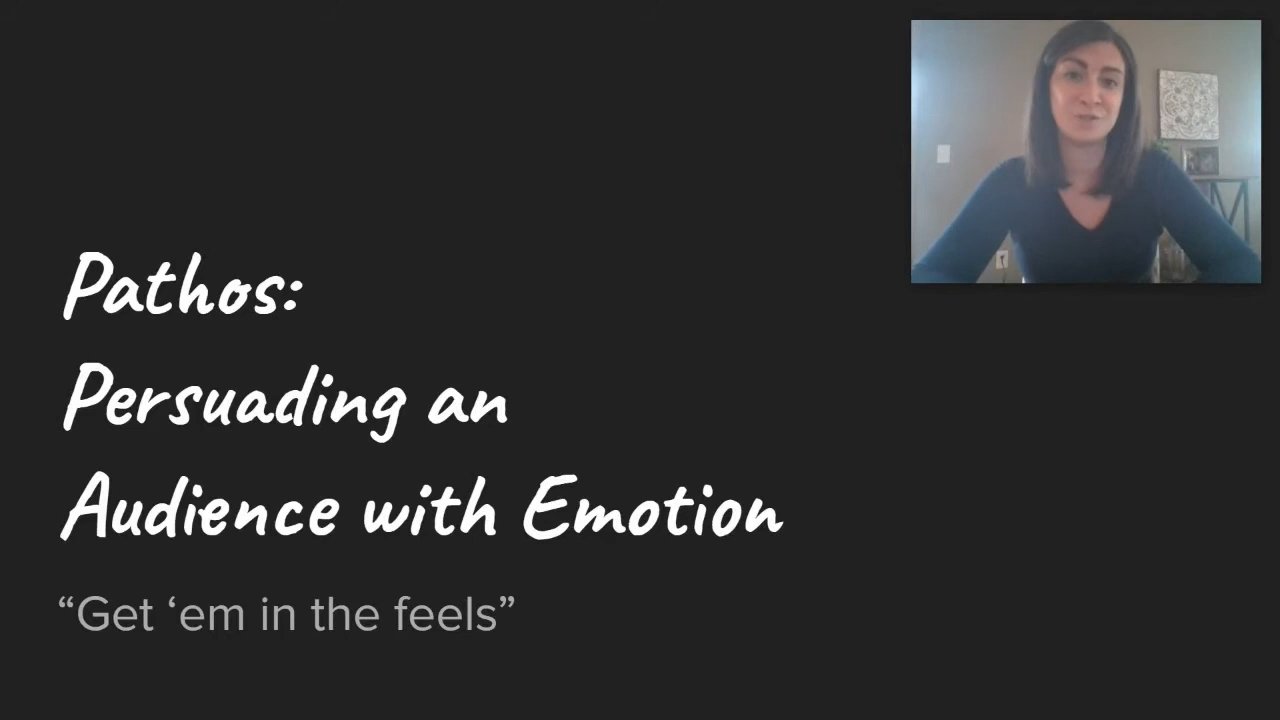 Pathos:
Persuading an
Audience with Emotion
“Get ‘em in the feels”